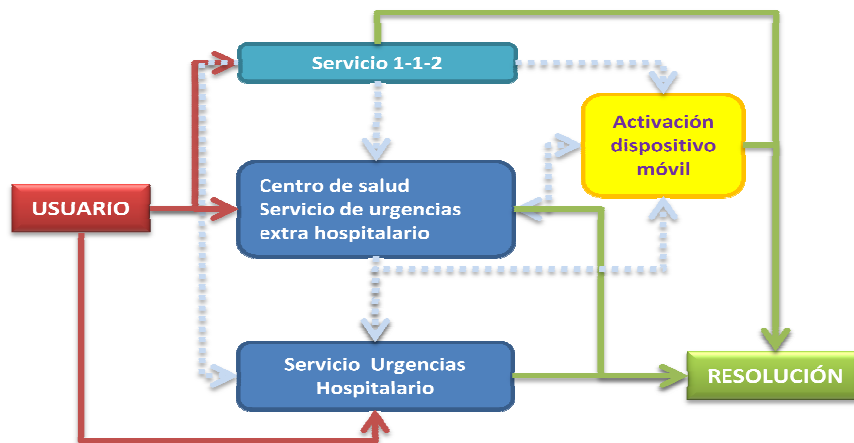 Servicio 1-1-2
Activación
dispositivo
móvil
Centro de salud
Servicio de urgencias
extra hospitalario
USUARIO
Servicio Urgencias
Hospitalario
RESOLUCIÓN